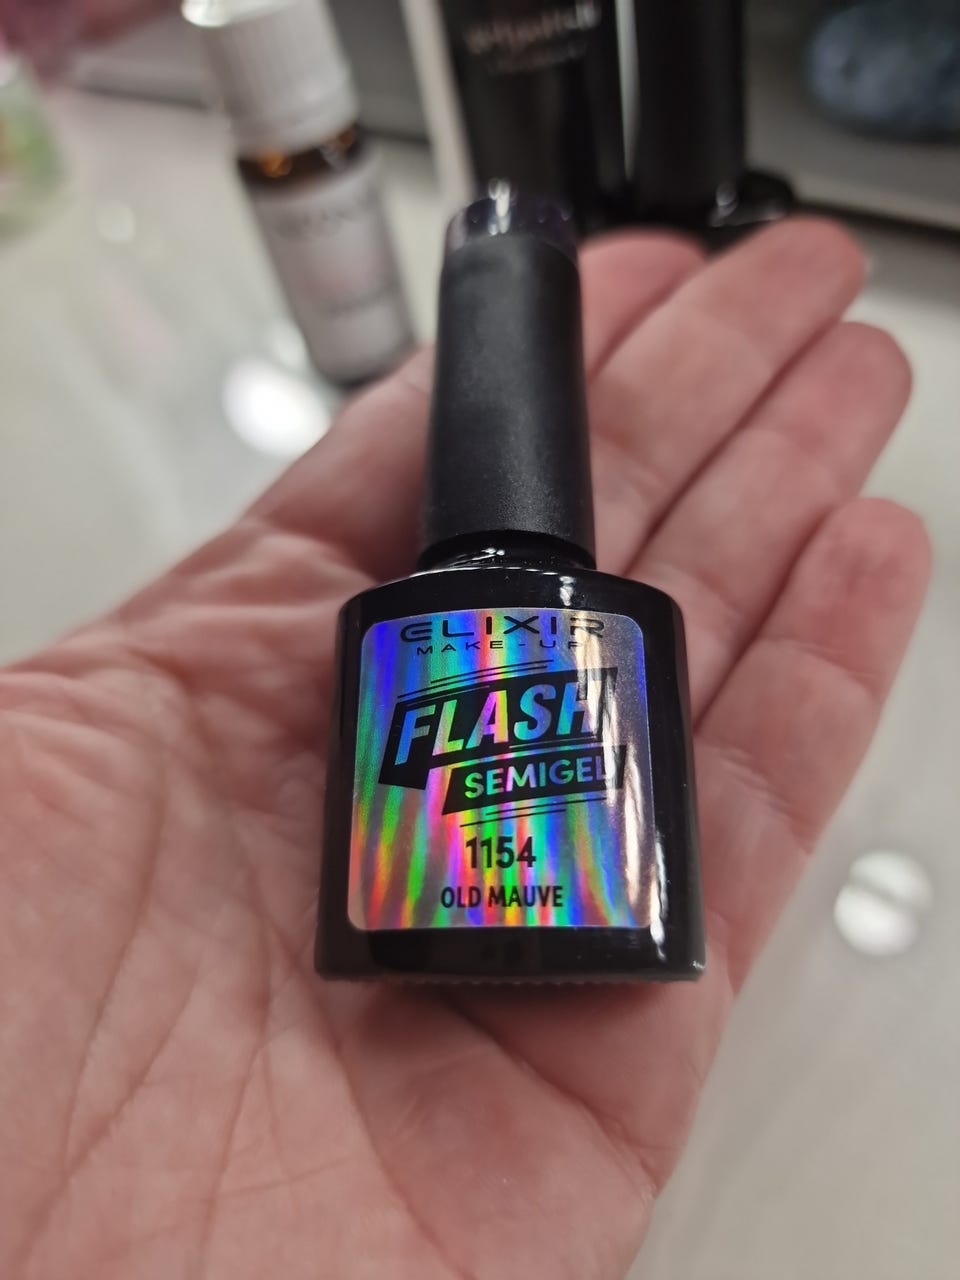 ELIXIR
MAKE-UP
FLASH
SEMIGEL
1154
OLD MAUVE